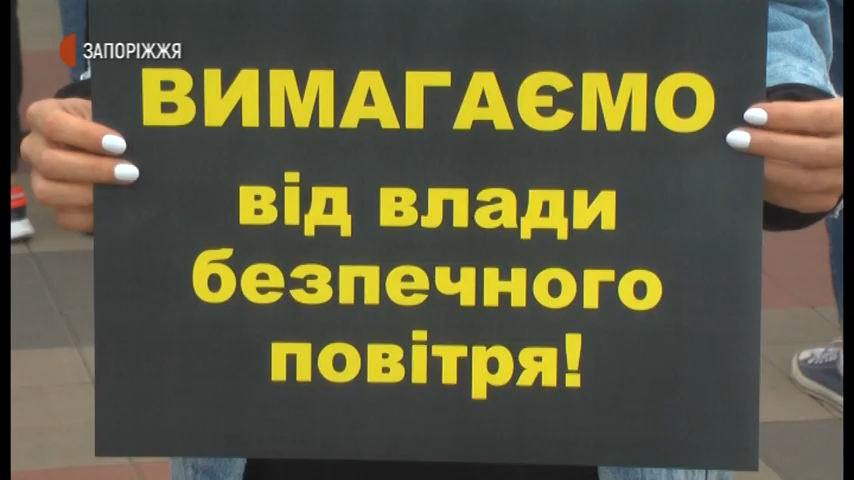 ЗАПОРІЖЖЯ
ВИМАГАЄМО
від влади
безпечного
повітря!